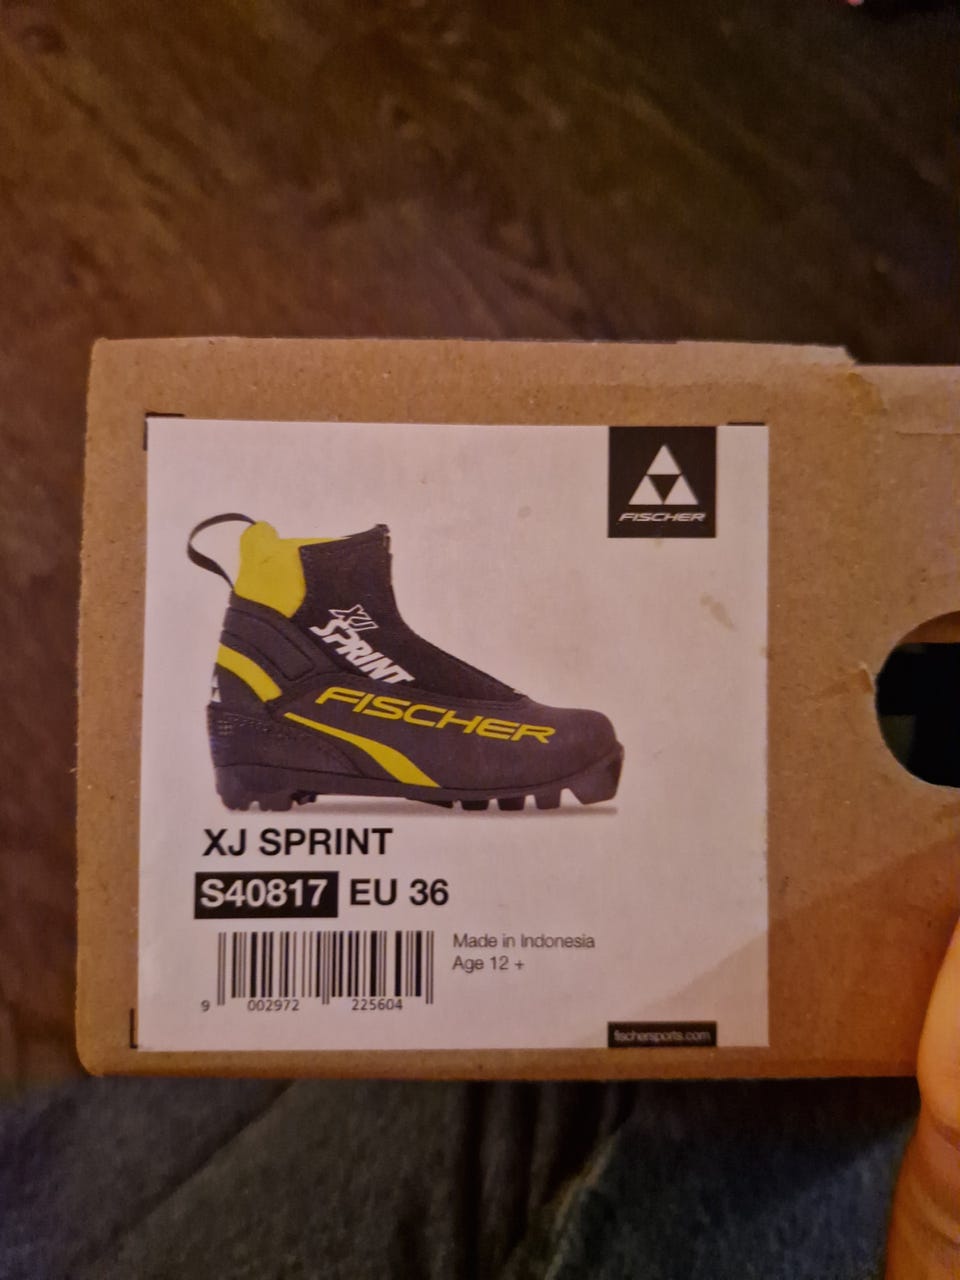 FISCHER
XJ
SPRINT
FISCHER
XJ SPRINT
S40817 EU 36
Made in Indonesia
Age 12 +
9 002972 225604
fischersports.com